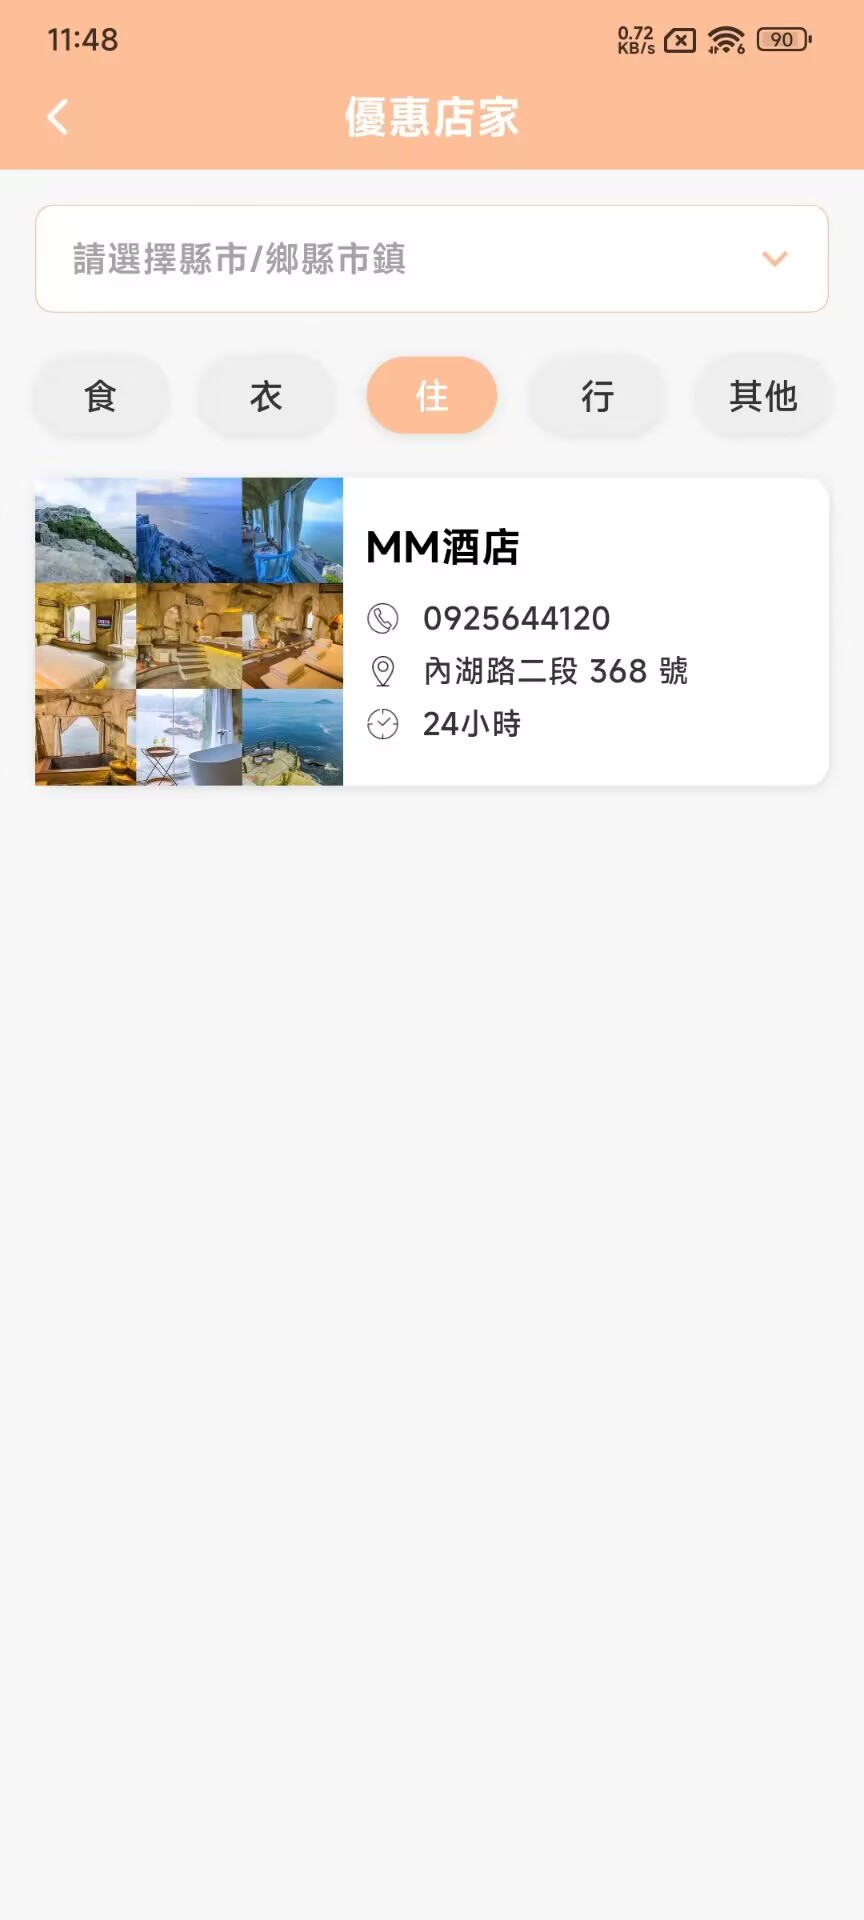 11:48
0.72
KB/s
6
90
優惠店家
請選擇縣市/鄉縣市鎮
食
衣
住
行
其他
MM酒店
0925644120
內湖路二段 368 號
24小時